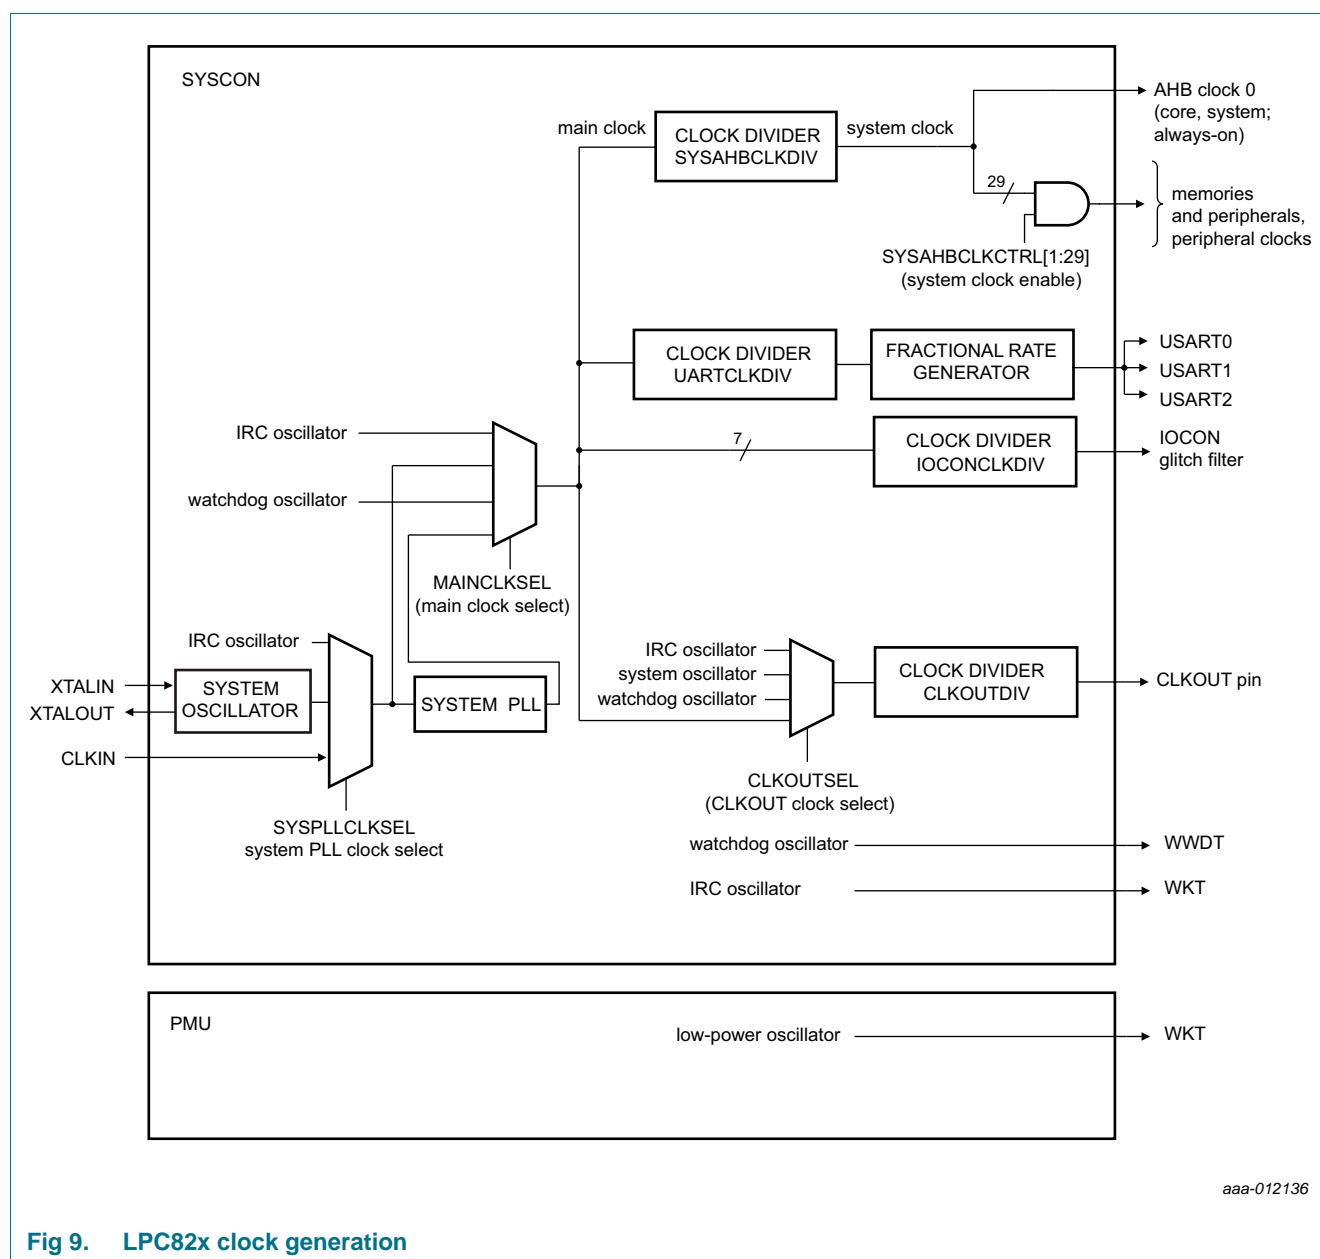 SYSCON
AHB clock 0
(core, system;
always-on)
main clock
CLOCK DIVIDER
SYSAHBCLKDIV
system clock
29
memories
and peripherals,
peripheral clocks
SYSAHBCLKCTRL[1:29]
(system clock enable)
CLOCK DIVIDER
UARTCLKDIV
FRACTIONAL RATE
GENERATOR
USART0
USART1
USART2
IRC oscillator
watchdog oscillator
7
CLOCK DIVIDER
IOCONCLKDIV
IOCON
glitch filter
MAINCLKSEL
(main clock select)
IRC oscillator
XTALIN
XTALOUT
SYSTEM
OSCILLATOR
CLKIN
SYSTEM PLL
SYSPLLCLKSEL
system PLL clock select
IRC oscillator
system oscillator
watchdog oscillator
CLOCK DIVIDER
CLKOUTDIV
CLKOUT pin
CLKOUTSEL
(CLKOUT clock select)
watchdog oscillator
WWDT
IRC oscillator
WKT
PMU
low-power oscillator
WKT
aaa-012136
Fig 9. LPC82x clock generation